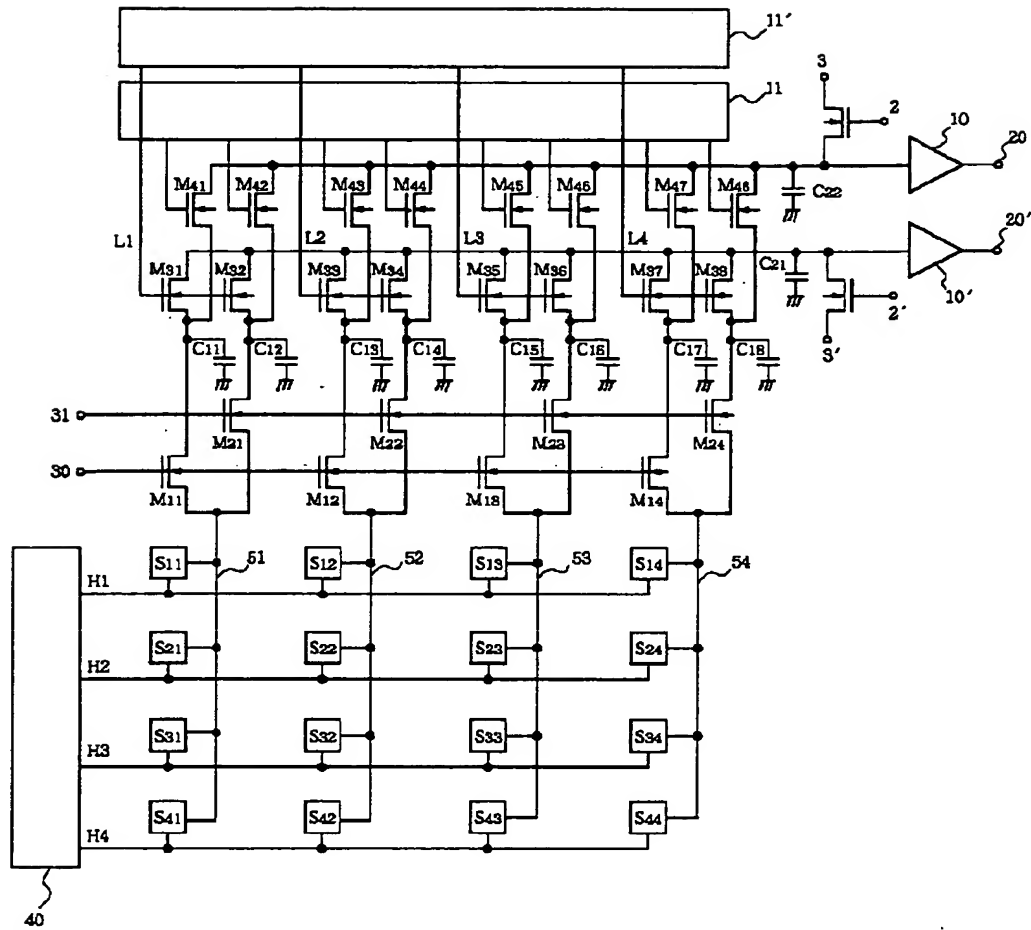 11'
11
3
2
10
20
M41 M42 M43 M44 M45 M46 M47 M48
C22
L1 L2 L3 L4
20'
M31 M32 M33 M34 M35 M36 M37 M38
C21
10'
2'
3'
C11 C12 C13 C14 C15 C16 C17 C18
31
M21 M22 M23 M24
30
M11 M12 M13 M14
51 52 53 54
S11 S12 S13 S14
H1
S21 S22 S23 S24
H2
S31 S32 S33 S34
H3
S41 S42 S43 S44
H4
40